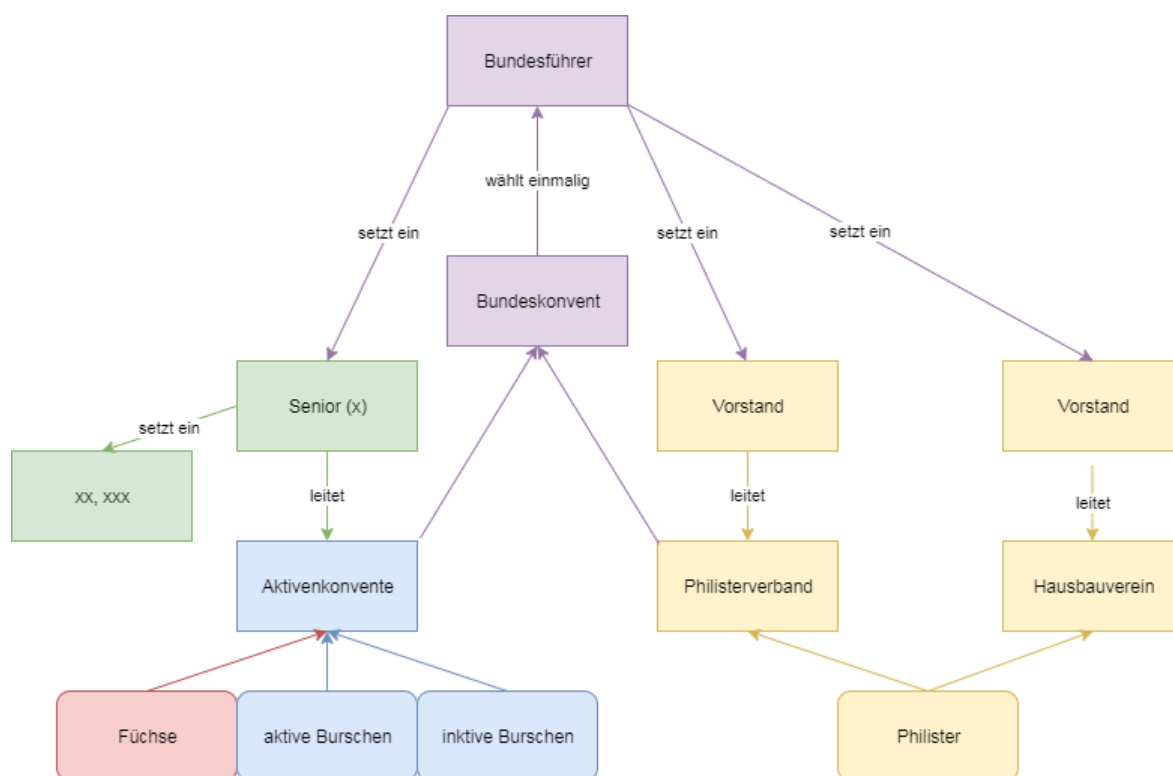 Bundesführer
wählt einmalig
setzt ein
setzt ein
setzt ein
Bundeskonvent
Senior (x)
Vorstand
Vorstand
setzt ein
xx, xxx
leitet
leitet
leitet
Aktivenkonvente
Philisterverband
Hausbauverein
Füchse
aktive Burschen
inktive Burschen
Philister